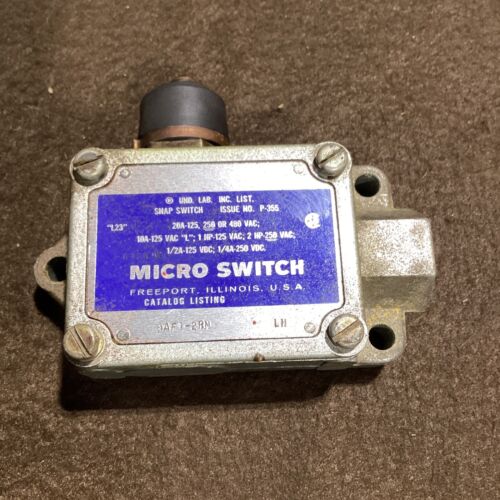 ® UND. LAB. INC. LIST.
SNAP SWITCH ISSUE NO. P-355
"L23" 20A-125, 250 OR 480 VAC;
10A-125 VAC "L"; 1 HP-125 VAC; 2 HP-250 VAC;
1/2A-125 VDC; 1/4A-250 VDC.
MICRO SWITCH
FREEPORT, ILLINOIS, U.S.A.
CATALOG LISTING
LH